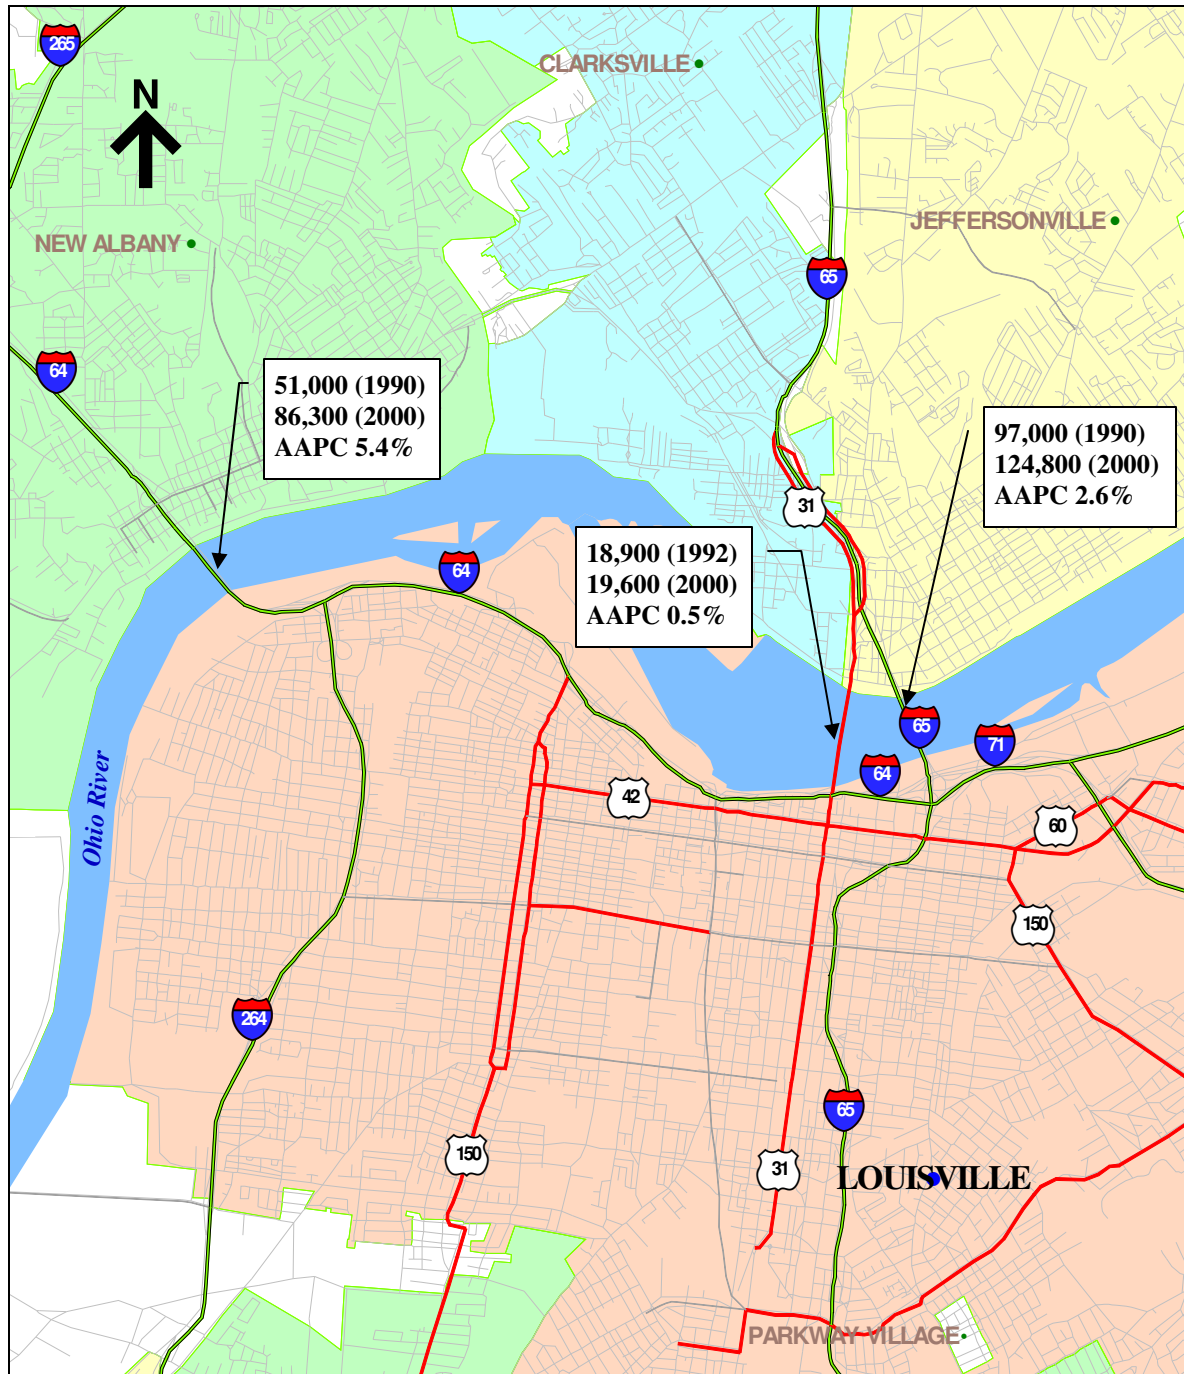 265
CLARKSVILLE
N
JEFFERSONVILLE
NEW ALBANY
65
64
51,000 (1990)
86,300 (2000)
AAPC 5.4%
97,000 (1990)
124,800 (2000)
AAPC 2.6%
31
18,900 (1992)
19,600 (2000)
AAPC 0.5%
64
65
71
64
Ohio River
42
60
150
264
65
150
31
LOUISVILLE
PARKWAY VILLAGE